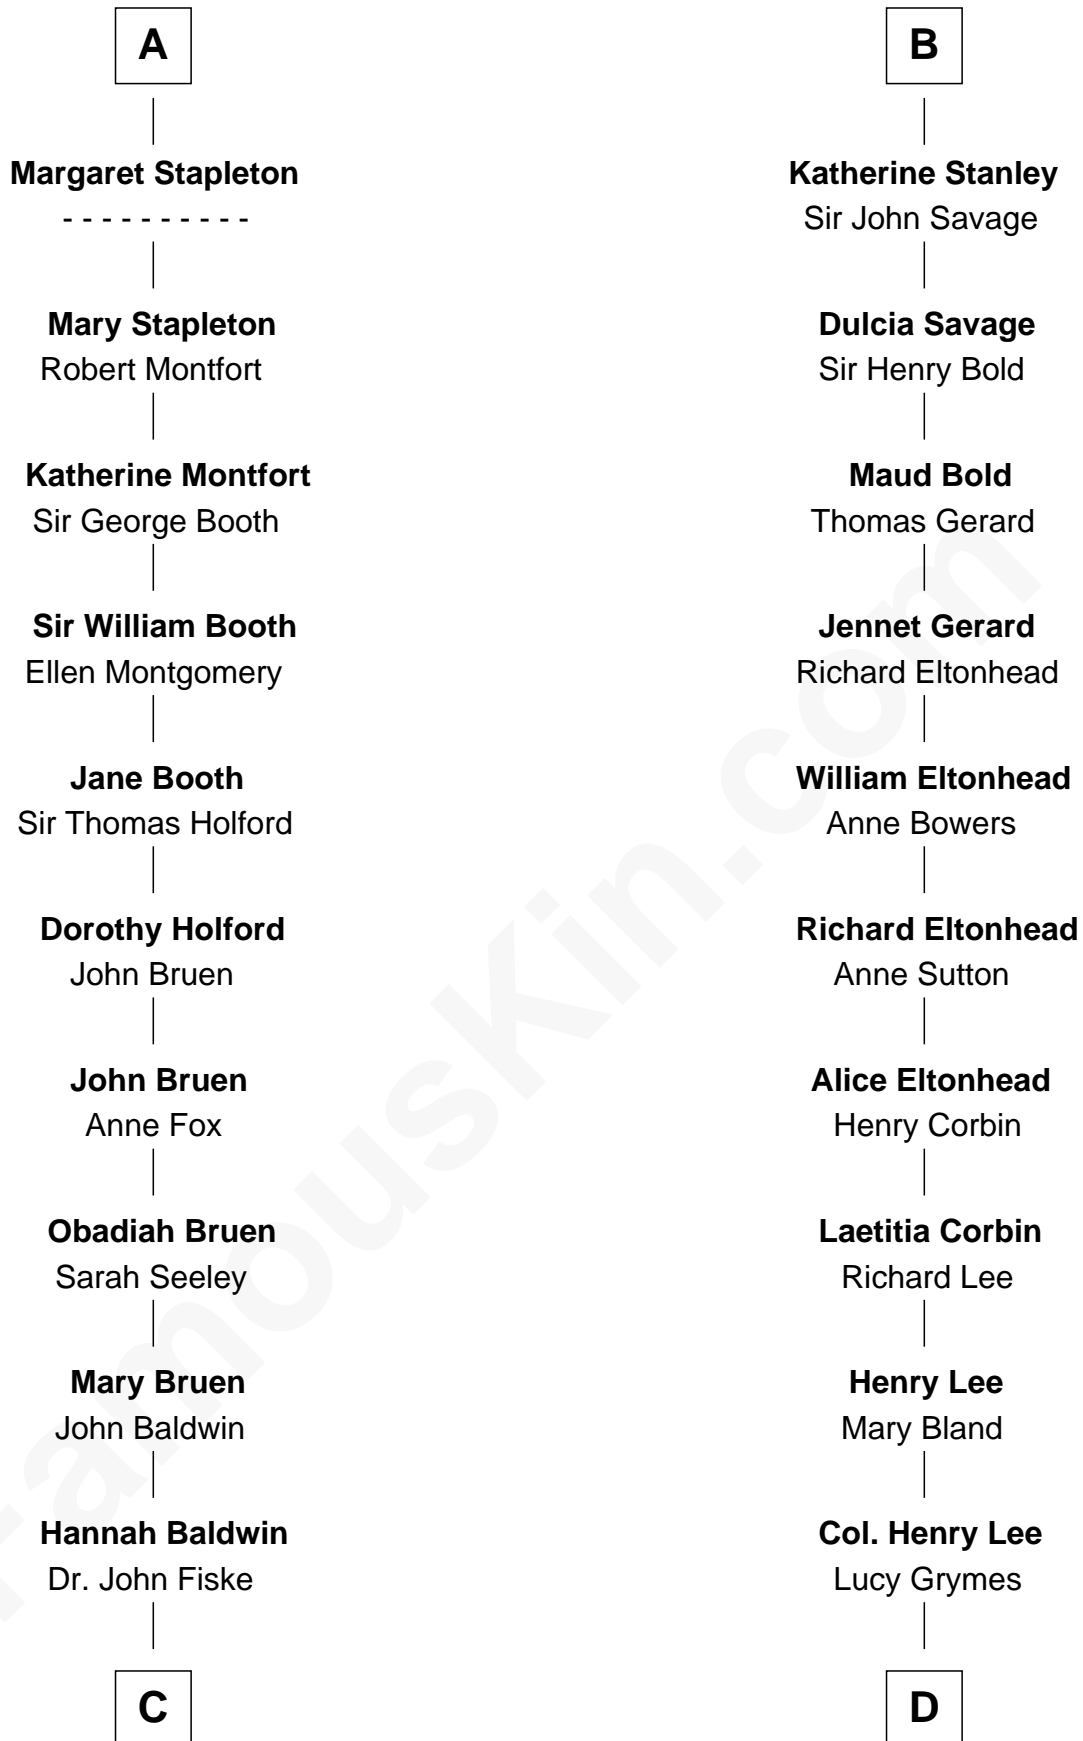 A
Margaret Stapleton
- - - - - - - - - -
Mary Stapleton
Robert Montfort
Katherine Montfort
Sir George Booth
Sir William Booth
Ellen Montgomery
Jane Booth
Sir Thomas Holford
Dorothy Holford
John Bruen
John Bruen
Anne Fox
Obadiah Bruen
Sarah Seeley
Mary Bruen
John Baldwin
Hannah Baldwin
Dr. John Fiske
C
B
Katherine Stanley
Sir John Savage
Dulcia Savage
Sir Henry Bold
Maud Bold
Thomas Gerard
Jennet Gerard
Richard Eltonhead
William Eltonhead
Anne Bowers
Richard Eltonhead
Anne Sutton
Alice Eltonhead
Henry Corbin
Laetitia Corbin
Richard Lee
Henry Lee
Mary Bland
Col. Henry Lee
Lucy Grymes
D
FamousKin.com